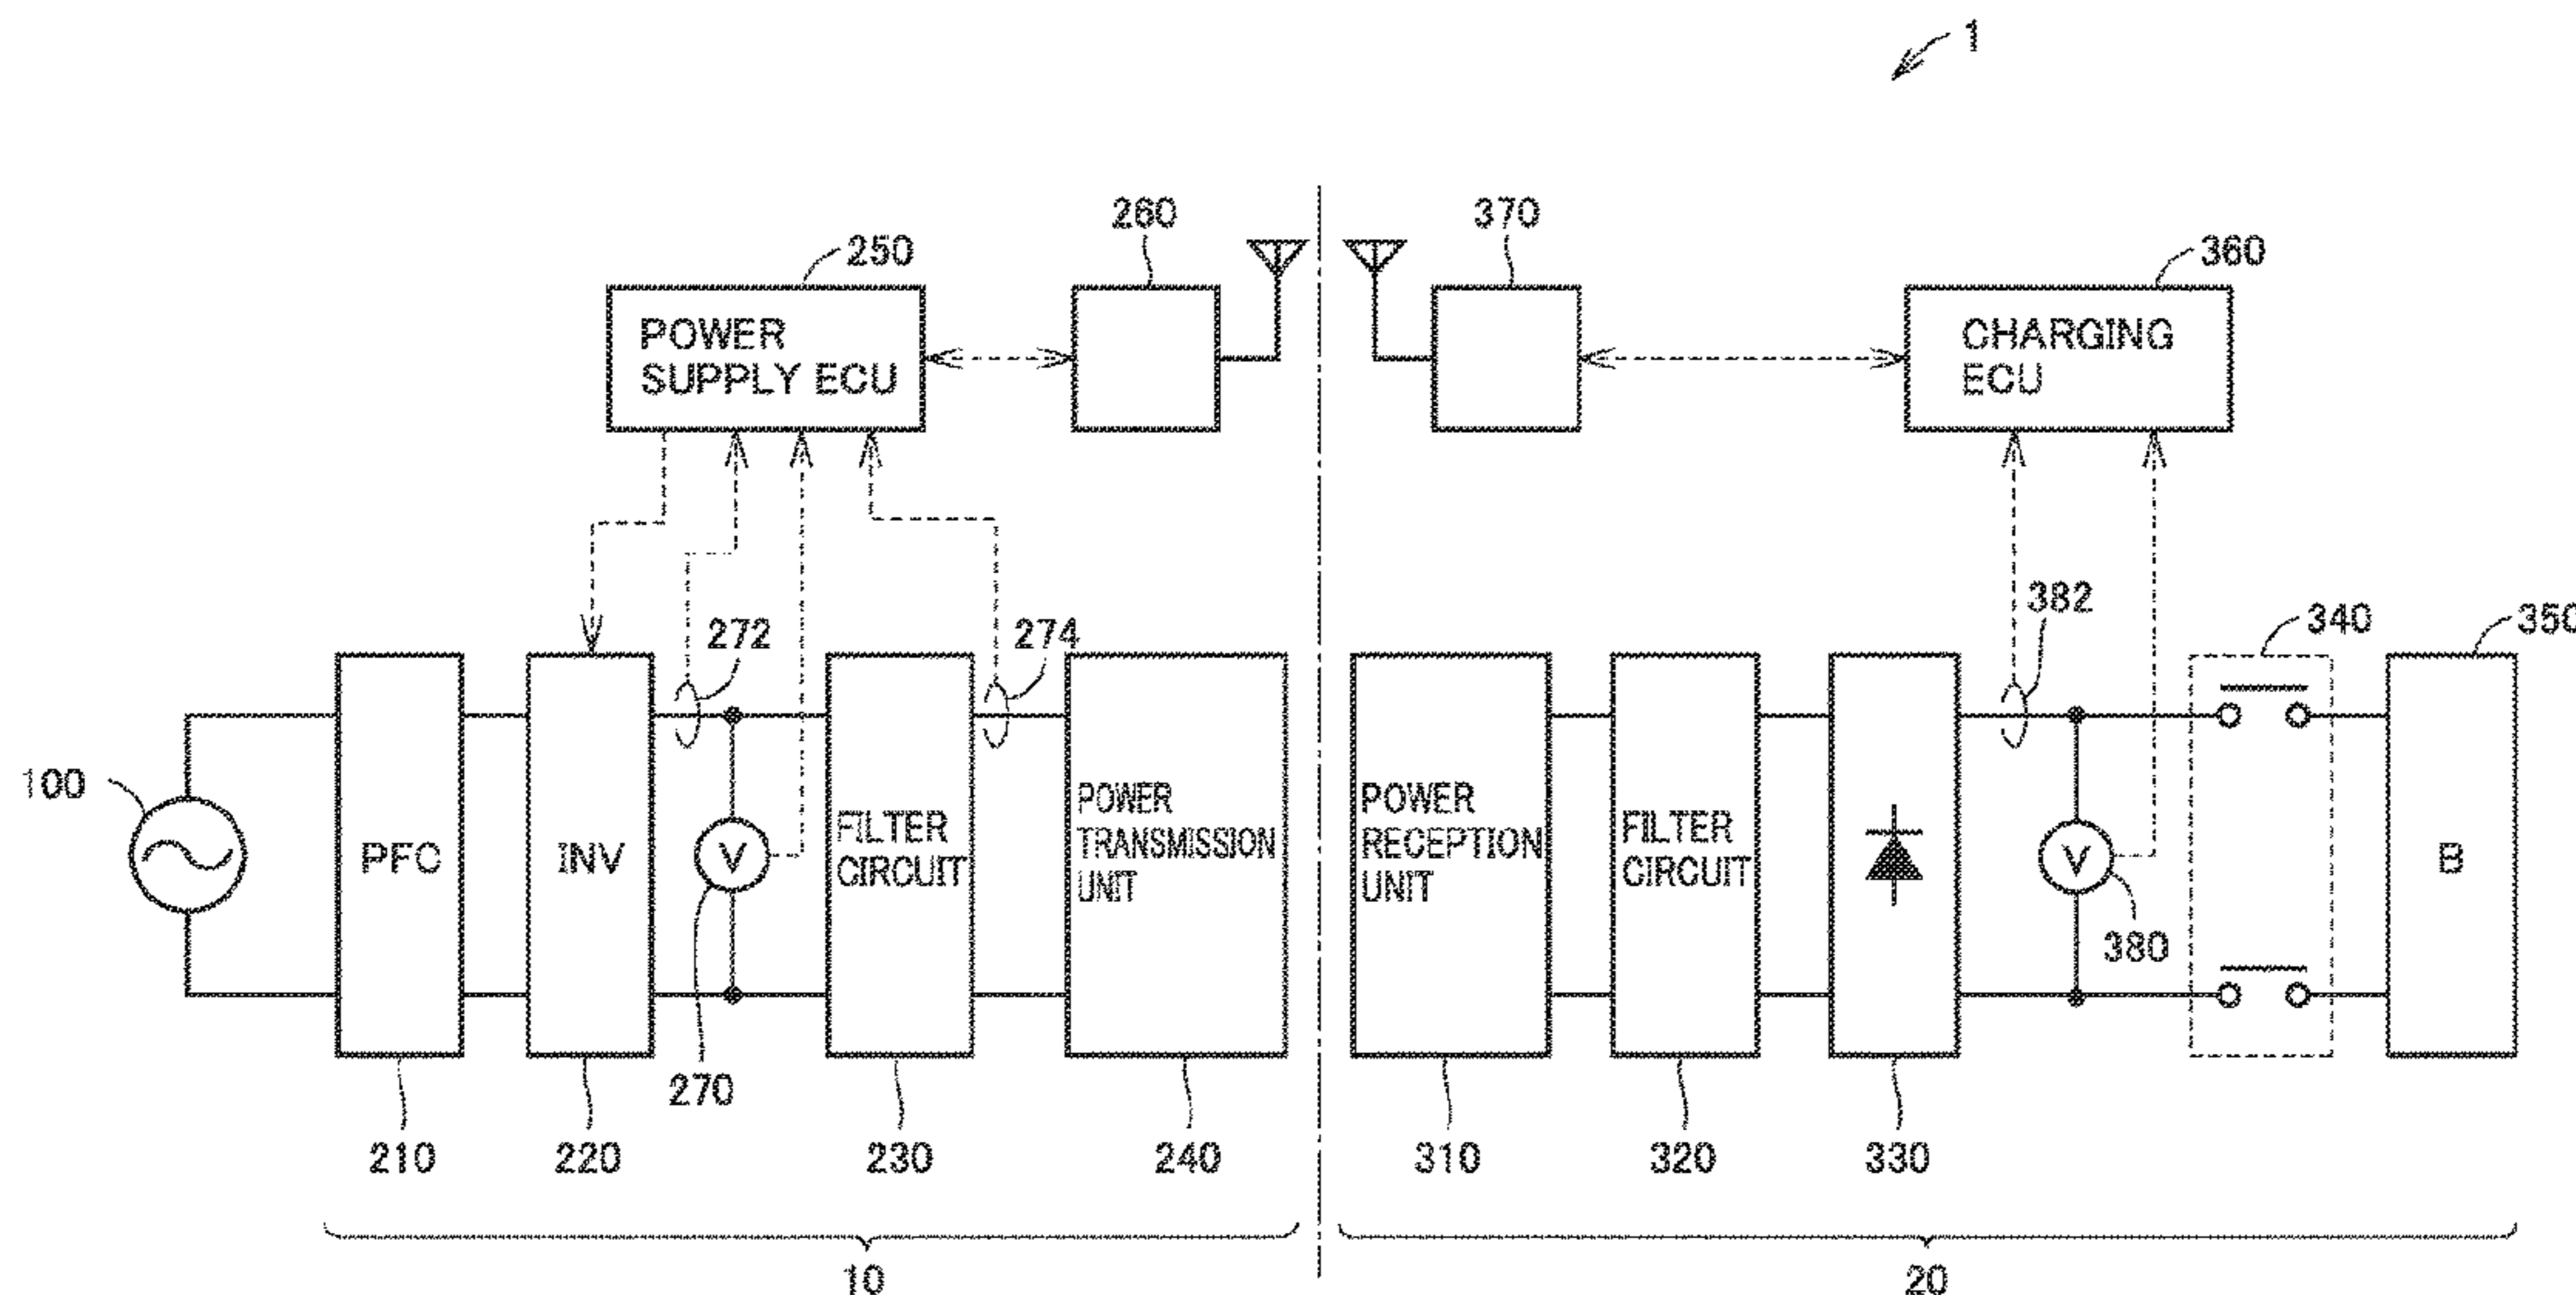 1
260
370
250
360
POWER
SUPPLY ECU
CHARGING
ECU
272
274
382
340
350
100
PFC
INV
V
FILTER
CIRCUIT
POWER
TRANSMISSION
UNIT
POWER
RECEPTION
UNIT
FILTER
CIRCUIT
V
B
380
270
210
220
230
240
310
320
330
10
20